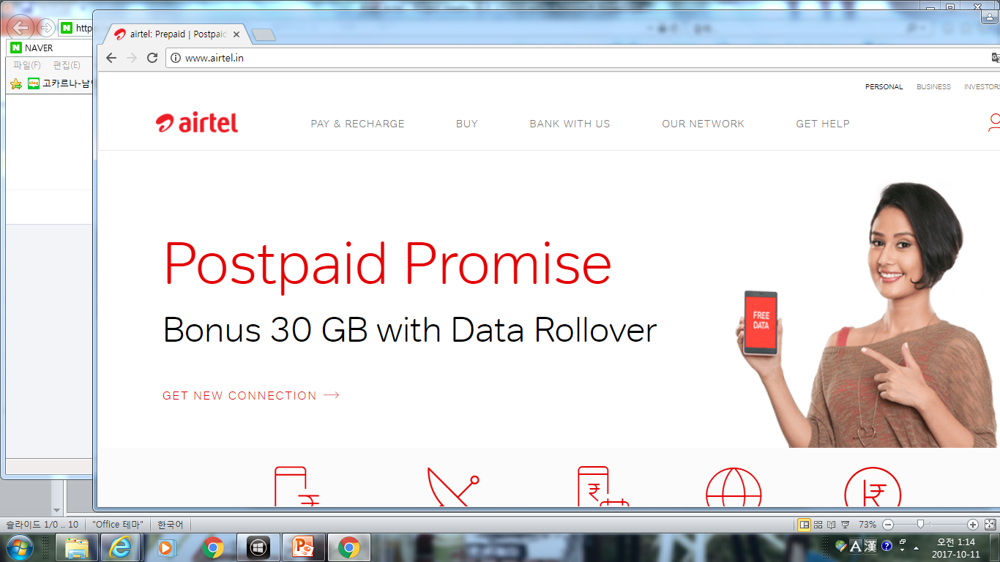 http
NAVER
파일(F) 편집(E)
고카르나-남인
airtel: Prepaid | Postpaid
www.airtel.in
PERSONAL BUSINESS INVESTORS
airtel
PAY & RECHARGE BUY BANK WITH US OUR NETWORK GET HELP
Postpaid Promise
Bonus 30 GB with Data Rollover
FREE
DATA
GET NEW CONNECTION
슬라이드 1/0 .. 10 "Office 테마" 한국어 73%
A 漢 오전 1:14
2017-10-11